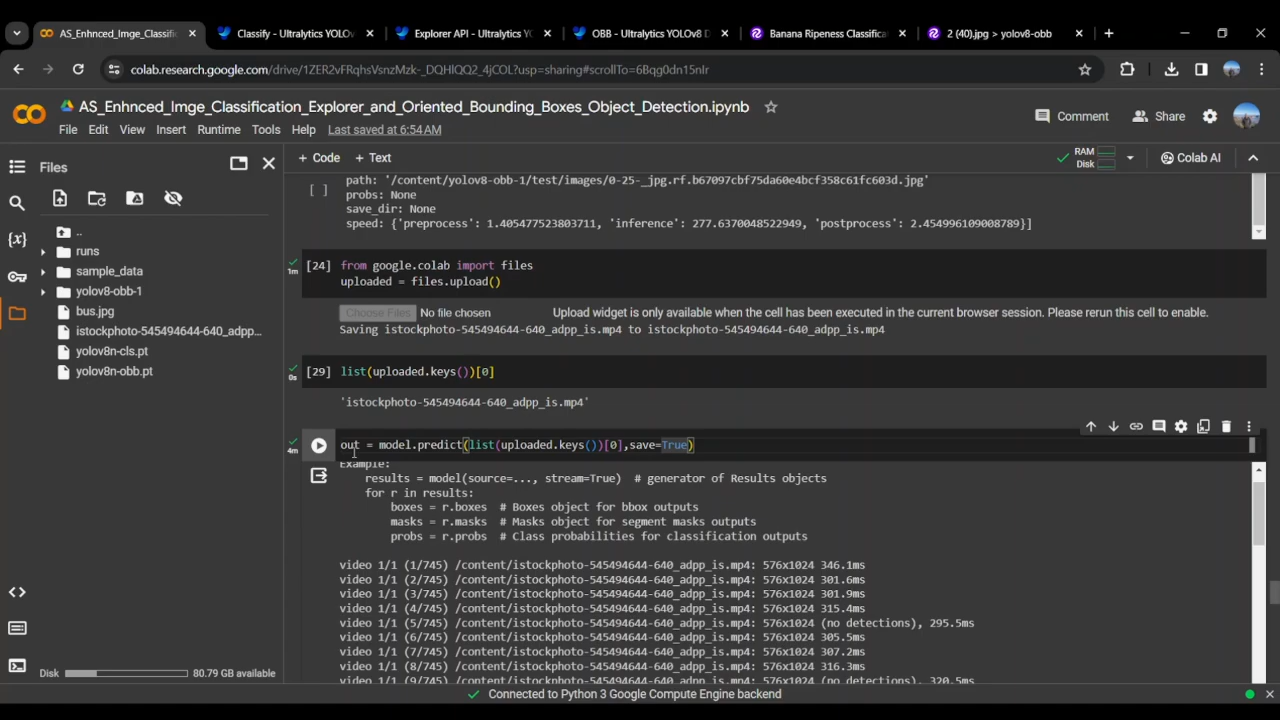 AS_Enhnced_Imge_Classifi
Classify - Ultralytics YOLOv8
Explorer API - Ultralytics YO
OBB - Ultralytics YOLOv8 D
Banana Ripeness Classifica
2 (40).jpg > yolov8-obb
colab.research.google.com/drive/1ZER2vFRqhsVsnzMzk-_DQHlQQ2_4jCOL?usp=sharing#scrollTo=6Bqg0dn15nIr
AS_Enhnced_Imge_Classification_Explorer_and_Oriented_Bounding_Boxes_Object_Detection.ipynb
File Edit View Insert Runtime Tools Help Last saved at 6:54 AM
Comment Share
Files
+ Code + Text
RAM
Disk
Colab AI
..
runs
sample_data
yolov8-obb-1
bus.jpg
istockphoto-545494644-640_adpp...
yolov8n-cls.pt
yolov8n-obb.pt
Disk 80.79 GB available
[ ] path: '/content/yolov8-obb-1/test/images/0-25-_jpg.rf.b67097cbf75da60e4bcf358c61fc603d.jpg'
probs: None
save_dir: None
speed: {'preprocess': 1.405477523803711, 'inference': 277.6370048522949, 'postprocess': 2.454996109008789}]
[24] from google.colab import files
1m
uploaded = files.upload()
Choose Files No file chosen Upload widget is only available when the cell has been executed in the current browser session. Please rerun this cell to enable.
Saving istockphoto-545494644-640_adpp_is.mp4 to istockphoto-545494644-640_adpp_is.mp4
[29] list(uploaded.keys())[0]
0s
'istockphoto-545494644-640_adpp_is.mp4'
out = model.predict(list(uploaded.keys())[0],save=True)
4m
Example:
results = model(source=..., stream=True) # generator of Results objects
for r in results:
boxes = r.boxes # Boxes object for bbox outputs
masks = r.masks # Masks object for segment masks outputs
probs = r.probs # Class probabilities for classification outputs
video 1/1 (1/745) /content/istockphoto-545494644-640_adpp_is.mp4: 576x1024 346.1ms
video 1/1 (2/745) /content/istockphoto-545494644-640_adpp_is.mp4: 576x1024 301.6ms
video 1/1 (3/745) /content/istockphoto-545494644-640_adpp_is.mp4: 576x1024 301.9ms
video 1/1 (4/745) /content/istockphoto-545494644-640_adpp_is.mp4: 576x1024 315.4ms
video 1/1 (5/745) /content/istockphoto-545494644-640_adpp_is.mp4: 576x1024 (no detections), 295.5ms
video 1/1 (6/745) /content/istockphoto-545494644-640_adpp_is.mp4: 576x1024 305.5ms
video 1/1 (7/745) /content/istockphoto-545494644-640_adpp_is.mp4: 576x1024 307.2ms
video 1/1 (8/745) /content/istockphoto-545494644-640_adpp_is.mp4: 576x1024 316.3ms
video 1/1 (9/745) /content/istockphoto-545494644-640_adpp_is.mp4: 576x1024 (no detections), 320.5ms
Connected to Python 3 Google Compute Engine backend